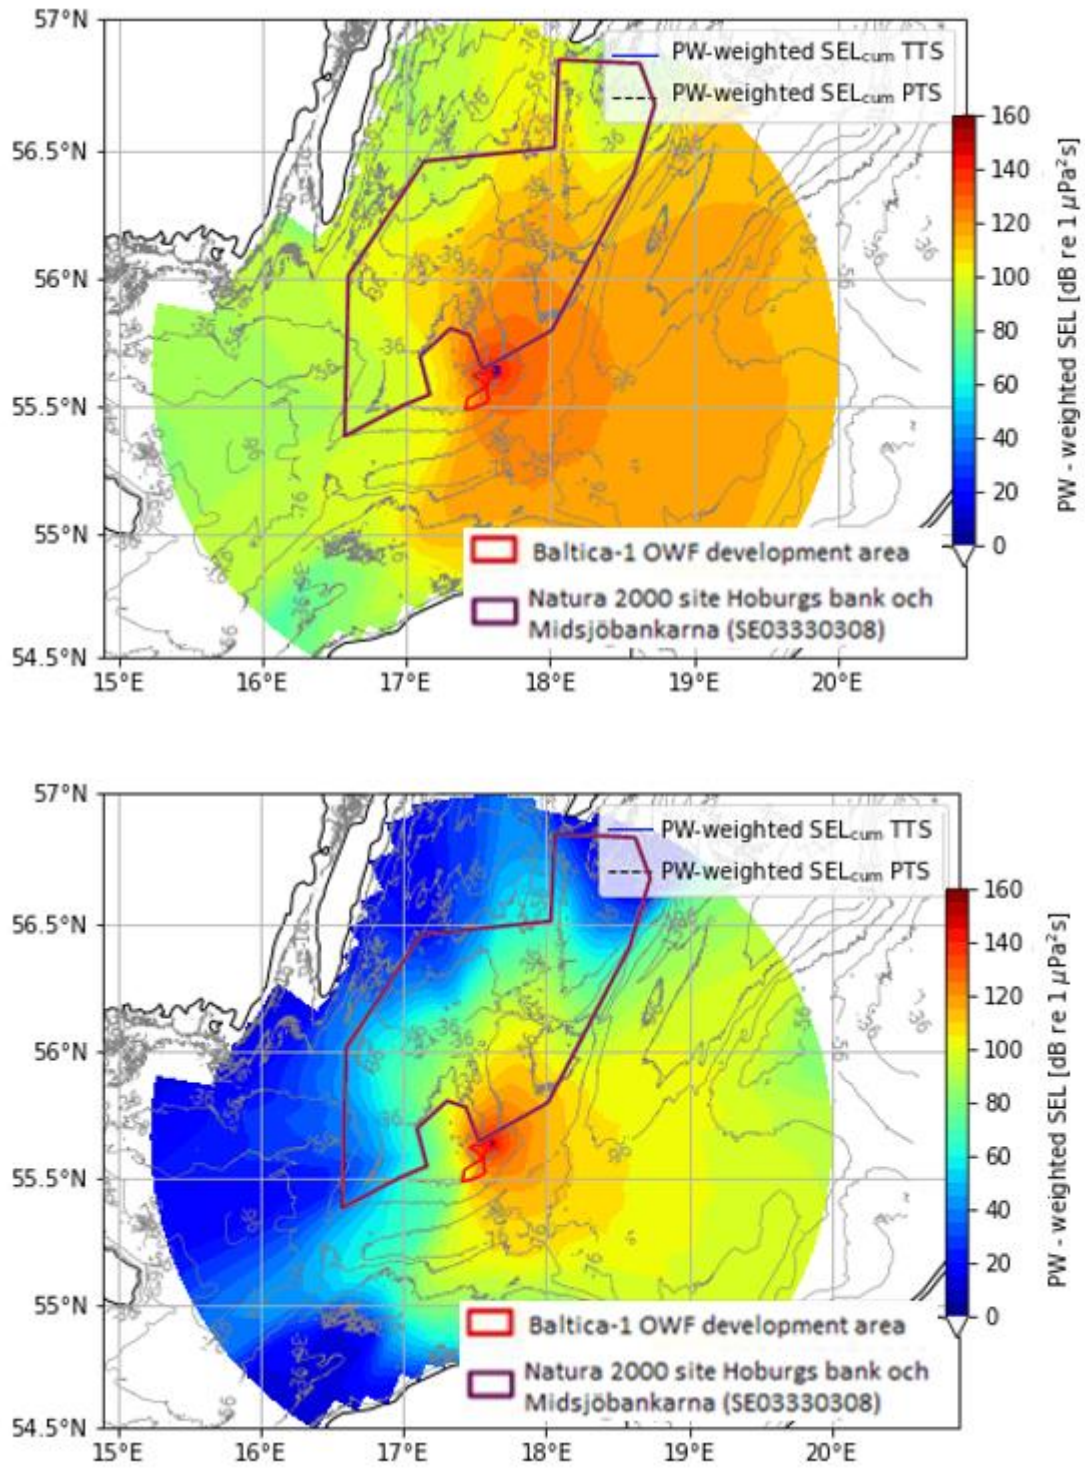 57°N
PW-weighted SELcum TTS
PW-weighted SELcum PTS
160
56.5°N
140
120
56°N
100
80
55.5°N
60
40
55°N
20
0
PW - weighted SEL [dB re 1 μPa²s]
Baltica-1 OWF development area
Natura 2000 site Hoburgs bank och
Midsjöbankarna (SE03330308)
54.5°N
15°E 16°E 17°E 18°E 19°E 20°E
57°N
PW-weighted SELcum TTS
PW-weighted SELcum PTS
160
56.5°N
140
120
56°N
100
80
55.5°N
60
40
55°N
20
0
PW - weighted SEL [dB re 1 μPa²s]
Baltica-1 OWF development area
Natura 2000 site Hoburgs bank och
Midsjöbankarna (SE03330308)
54.5°N
15°E 16°E 17°E 18°E 19°E 20°E